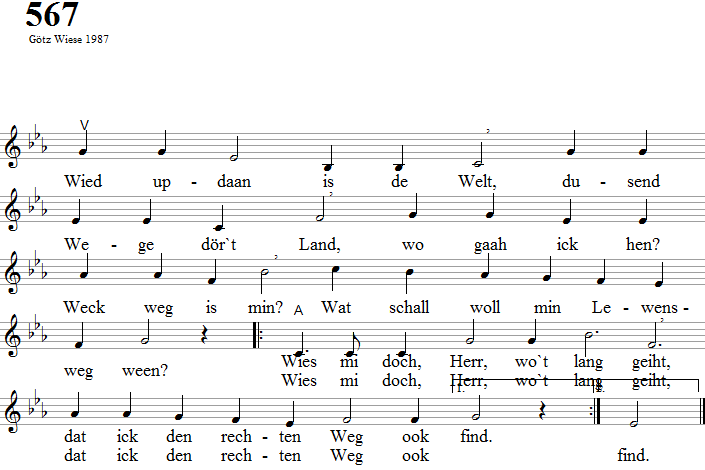 567
Götz Wiese 1987
V
Wied up - daan is de Welt, du - send
We - ge dör`t Land, wo gaah ick hen?
Weck weg is min? Wat schall woll min Le - wens -
A
weg ween? Wies mi doch, Herr, wo`t lang geiht,
Wies mi doch, Herr, wo`t lang geiht,
1.
dat ick den rech - ten Weg ook find.
dat ick den rech - ten Weg ook find.